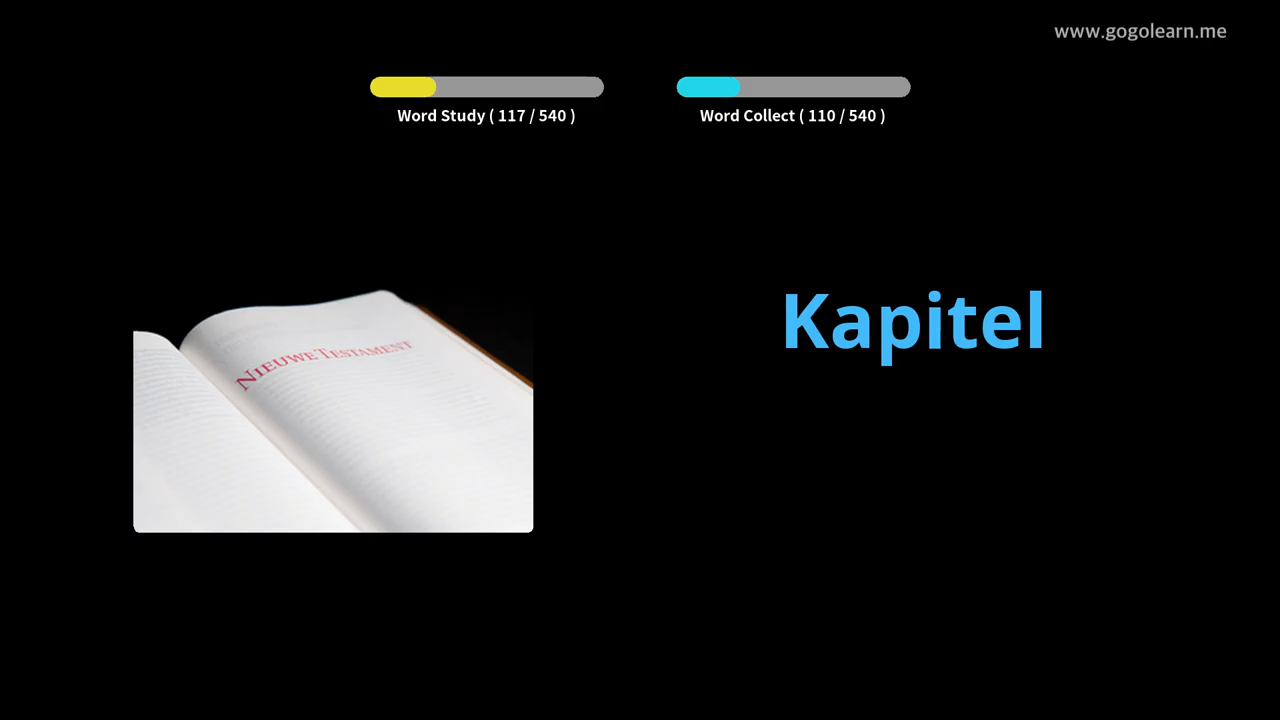 www.gogolearn.me
Word Study ( 117 / 540 )
Word Collect ( 110 / 540 )
NIEUWE TESTAMENT
Kapitel